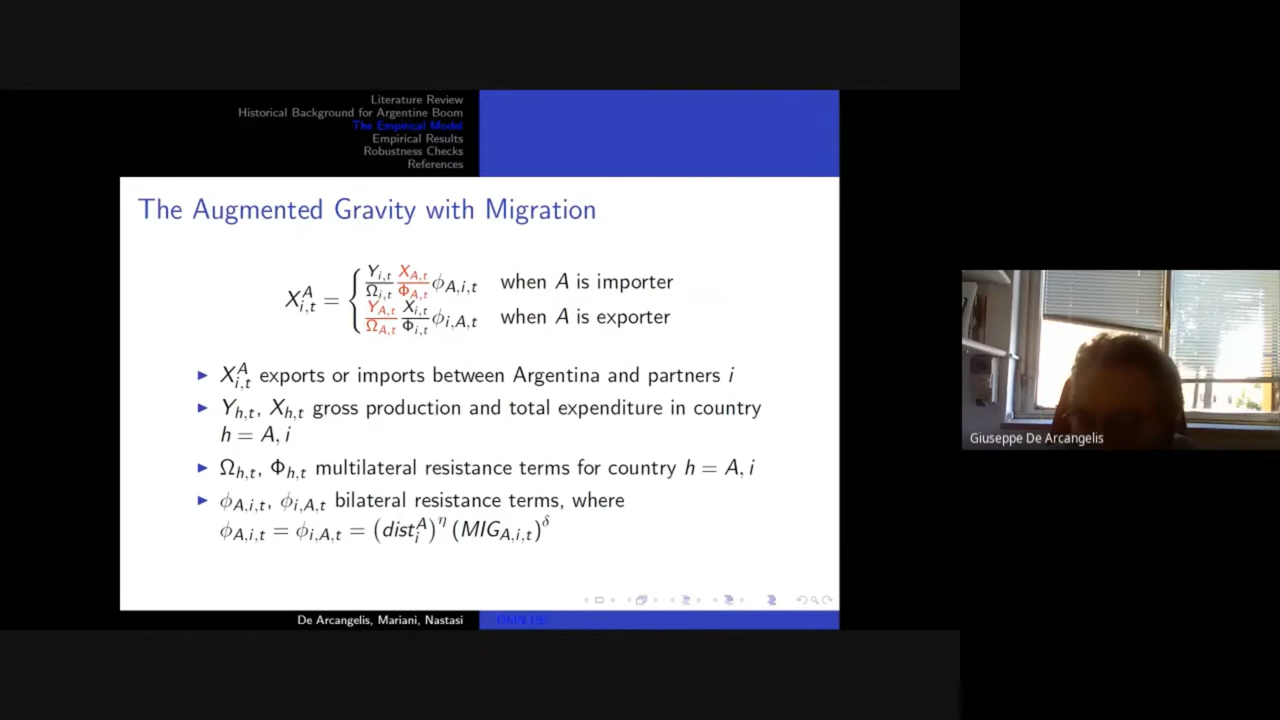 Literature Review
Historical Background for Argentine Boom
The Empirical Model
Empirical Results
Robustness Checks
References
The Augmented Gravity with Migration
X^A_{i,t} = { Y_{i,t}/Ω_{i,t} X_{A,t}/Φ_{A,t} ϕ_{A,i,t} when A is importer
Y_{A,t}/Ω_{A,t} X_{i,t}/Φ_{i,t} ϕ_{i,A,t} when A is exporter
▶ X^A_{i,t} exports or imports between Argentina and partners i
▶ Y_{h,t}, X_{h,t} gross production and total expenditure in country
h = A, i
▶ Ω_{h,t}, Φ_{h,t} multilateral resistance terms for country h = A, i
▶ ϕ_{A,i,t}, ϕ_{i,A,t} bilateral resistance terms, where
ϕ_{A,i,t} = ϕ_{i,A,t} = (dist^A_i)^η (MIG_{A,i,t})^δ
De Arcangelis, Mariani, Nastasi
Giuseppe De Arcangelis